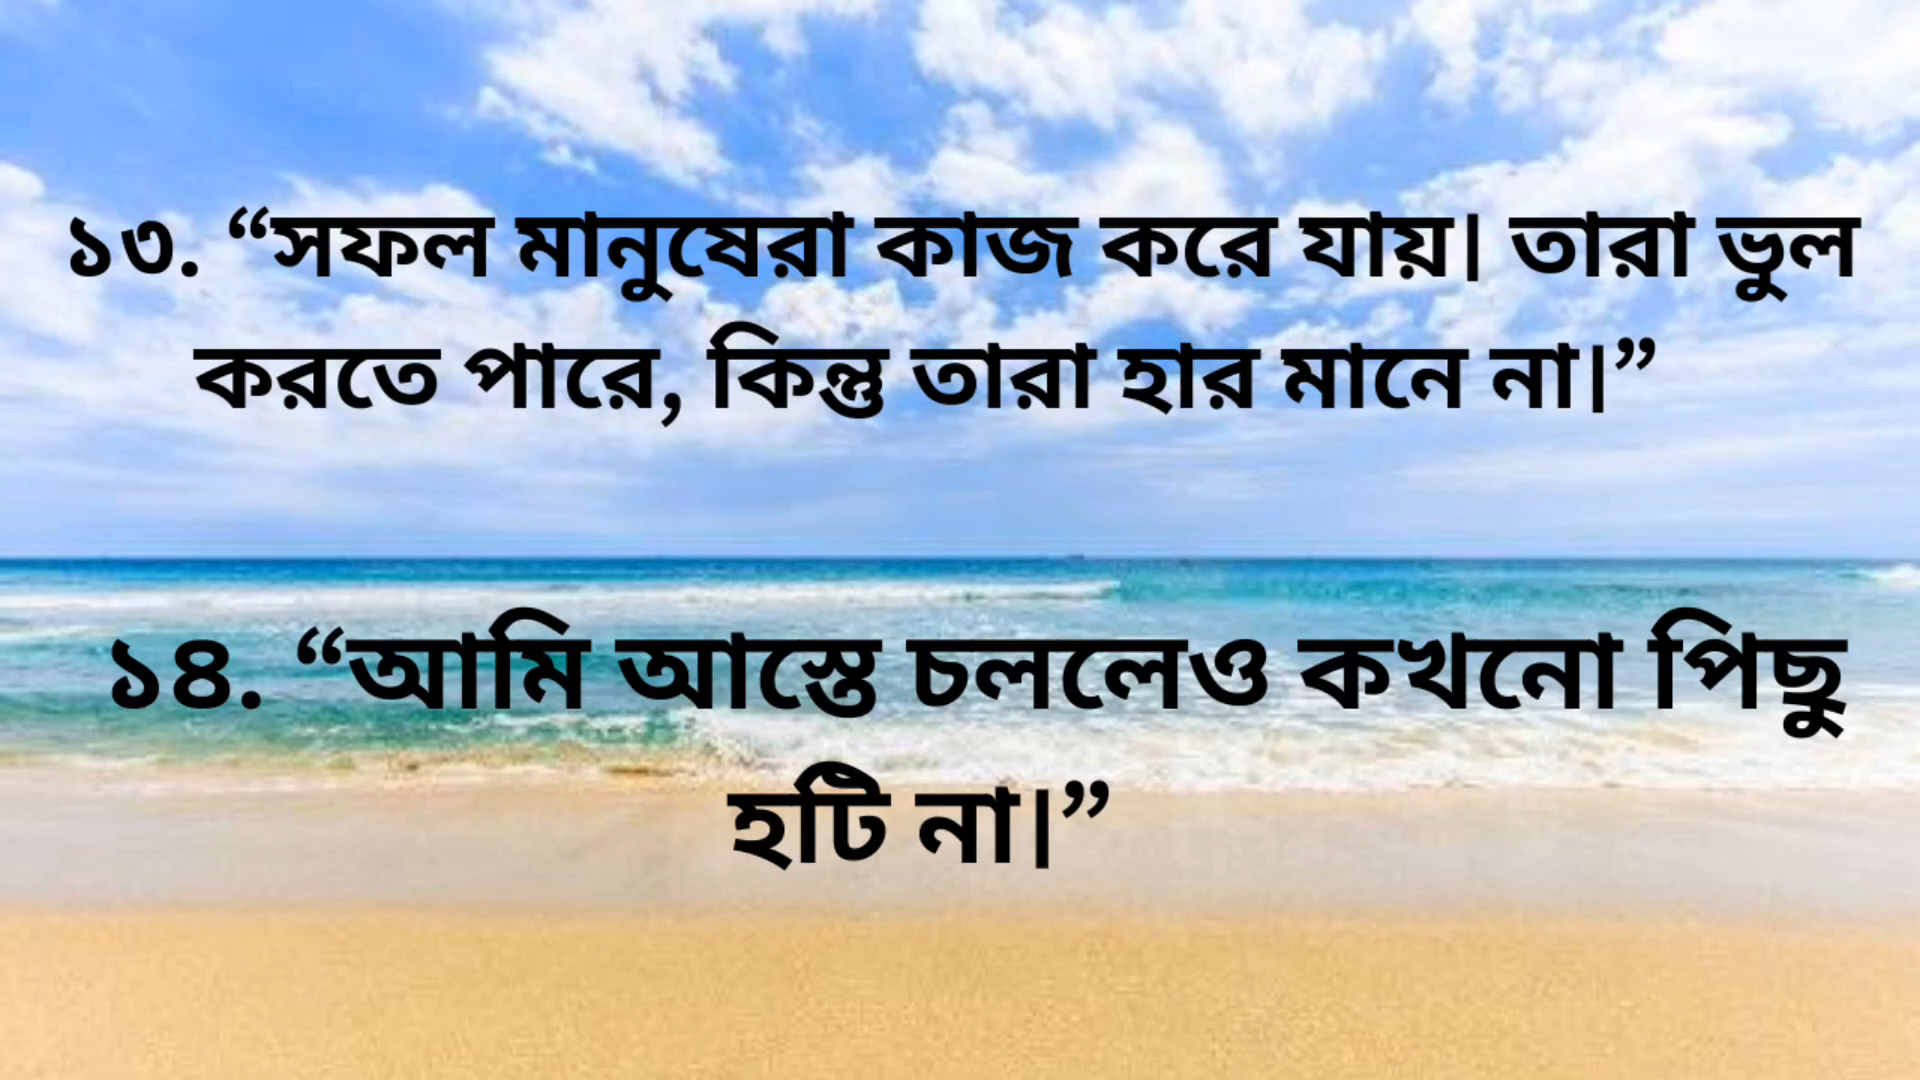 ১৩. “সফল মানুষেরা কাজ করে যায়। তারা ভুল
করতে পারে, কিন্তু তারা হার মানে না।”
১৪. “আমি আস্তে চললেও কখনো পিছু
হটি না।”